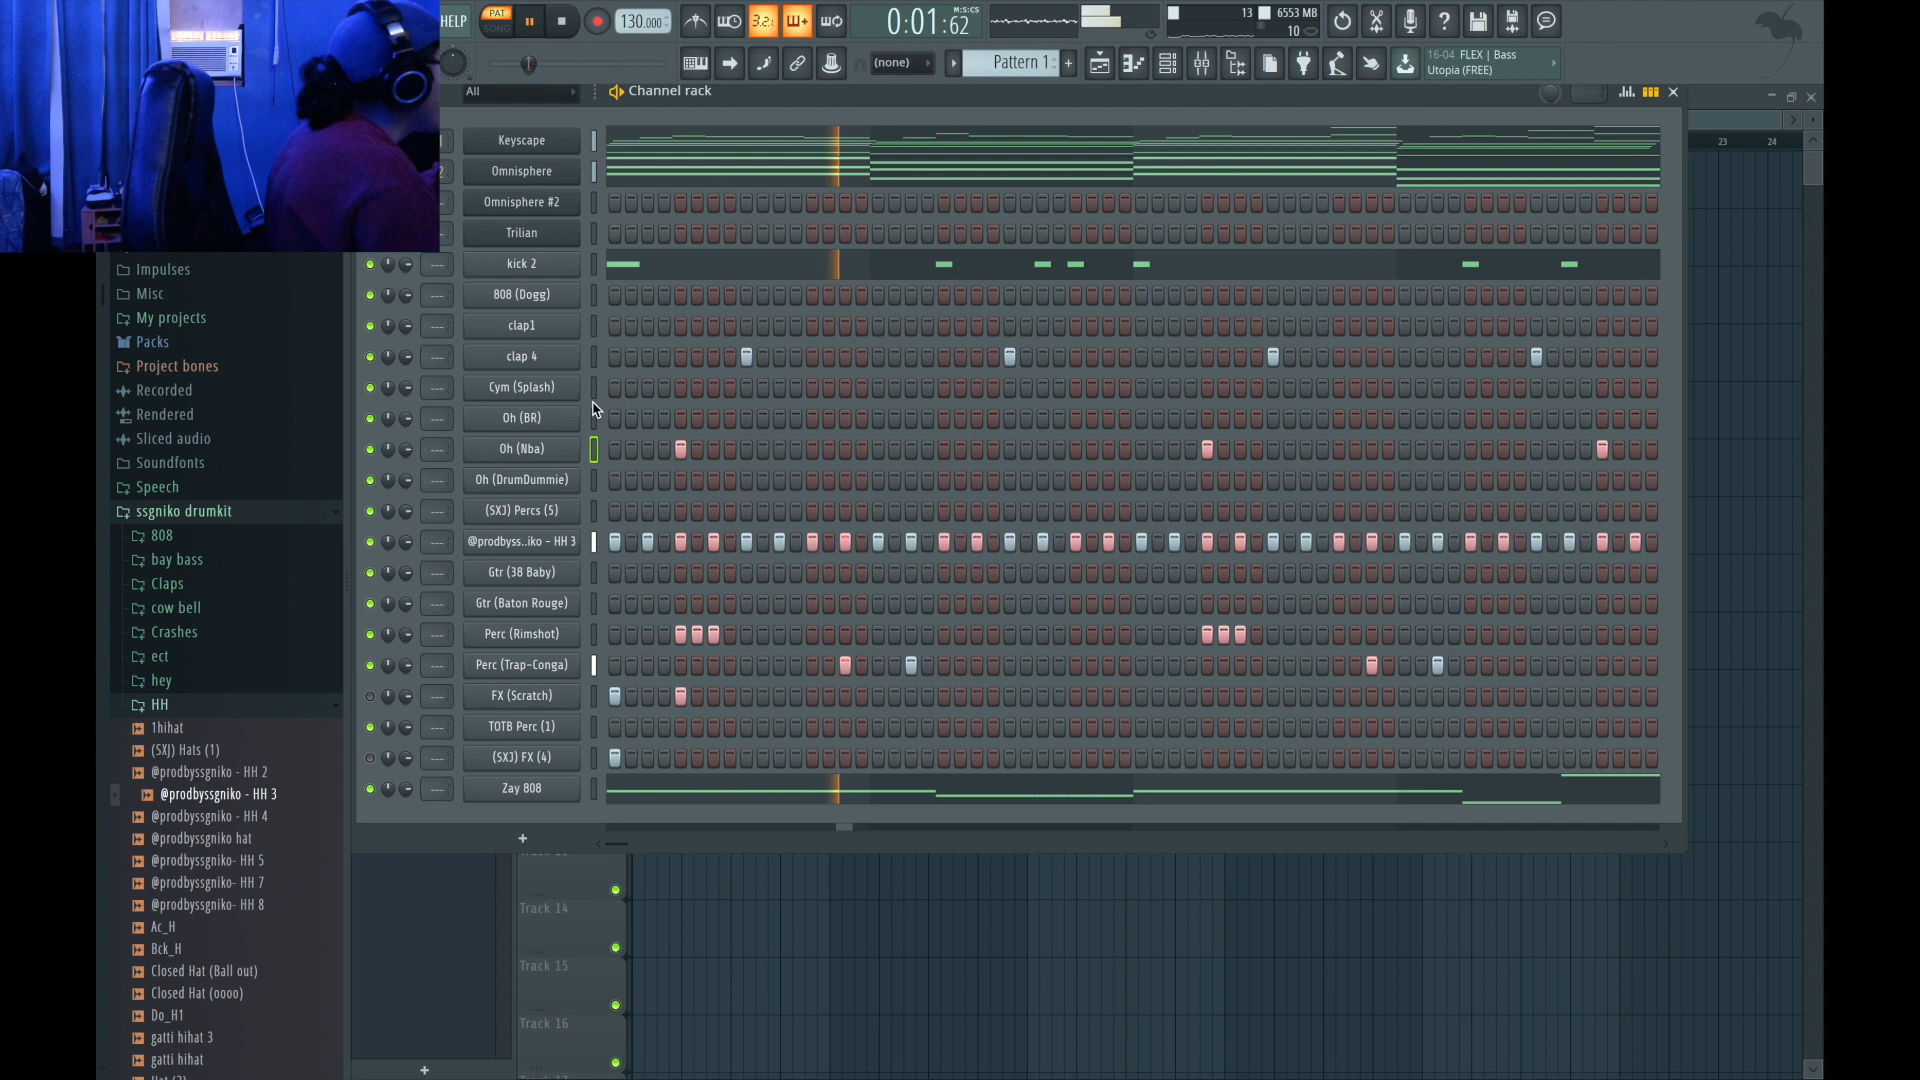 HELP
PAT
SONG
130.000
3.2.
0:01:62
M:S:CS
13
6553 MB
10
(none)
Pattern 1
+
16-04 FLEX | Bass
Utopia (FREE)
All
Channel rack
23
24
Keyscape
Omnisphere
Omnisphere #2
Trilian
kick 2
808 (Dogg)
clap1
clap 4
Cym (Splash)
Oh (BR)
Oh (Nba)
Oh (DrumDummie)
(SXJ) Percs (5)
@prodbyss..iko - HH 3
Gtr (38 Baby)
Gtr (Baton Rouge)
Perc (Rimshot)
Perc (Trap-Conga)
FX (Scratch)
TOTB Perc (1)
(SXJ) FX (4)
Zay 808
+
Impulses
Misc
My projects
Packs
Project bones
Recorded
Rendered
Sliced audio
Soundfonts
Speech
ssgniko drumkit
808
bay bass
Claps
cow bell
Crashes
ect
hey
HH
1hihat
(SXJ) Hats (1)
@prodbyssgniko - HH 2
@prodbyssgniko - HH 3
@prodbyssgniko - HH 4
@prodbyssgniko hat
@prodbyssgniko- HH 5
@prodbyssgniko- HH 7
@prodbyssgniko- HH 8
Ac_H
Bck_H
Closed Hat (Ball out)
Closed Hat (oooo)
Do_H1
gatti hihat 3
gatti hihat
Track 14
Track 15
Track 16
+